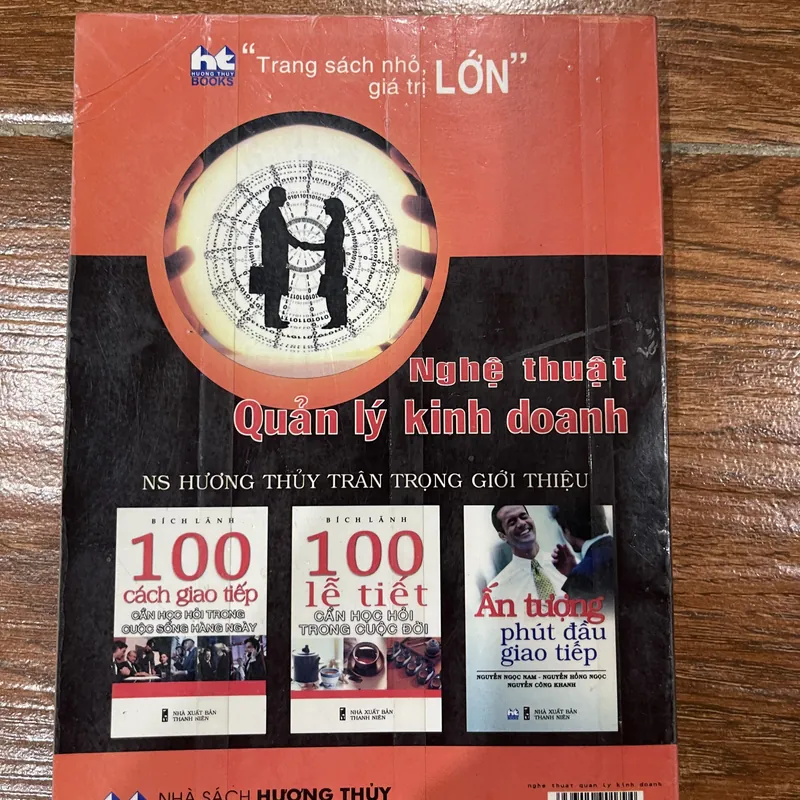 ht
HƯƠNG THỦY
BOOKS
"Trang sách nhỏ,
giá trị LỚN"
Nghệ thuật
Quản lý kinh doanh
NS HƯƠNG THỦY TRÂN TRỌNG GIỚI THIỆU
BÍCH LÃNH
100
cách giao tiếp
CẦN HỌC HỎI TRONG
CUỘC SỐNG HÀNG NGÀY
NHÀ XUẤT BẢN
THANH NIÊN
BÍCH LÃNH
100
lễ tiết
CẦN HỌC HỎI
TRONG CUỘC ĐỜI
NHÀ XUẤT BẢN
THANH NIÊN
Ấn tượng
phút đầu
giao tiếp
NGUYỄN NGỌC NAM - NGUYỄN HỒNG NGỌC
NGUYỄN CÔNG KHANH
NHÀ XUẤT BẢN
THANH NIÊN
NHÀ SÁCH HƯƠNG THỦY
nghe thuat quan ly kinh doanh